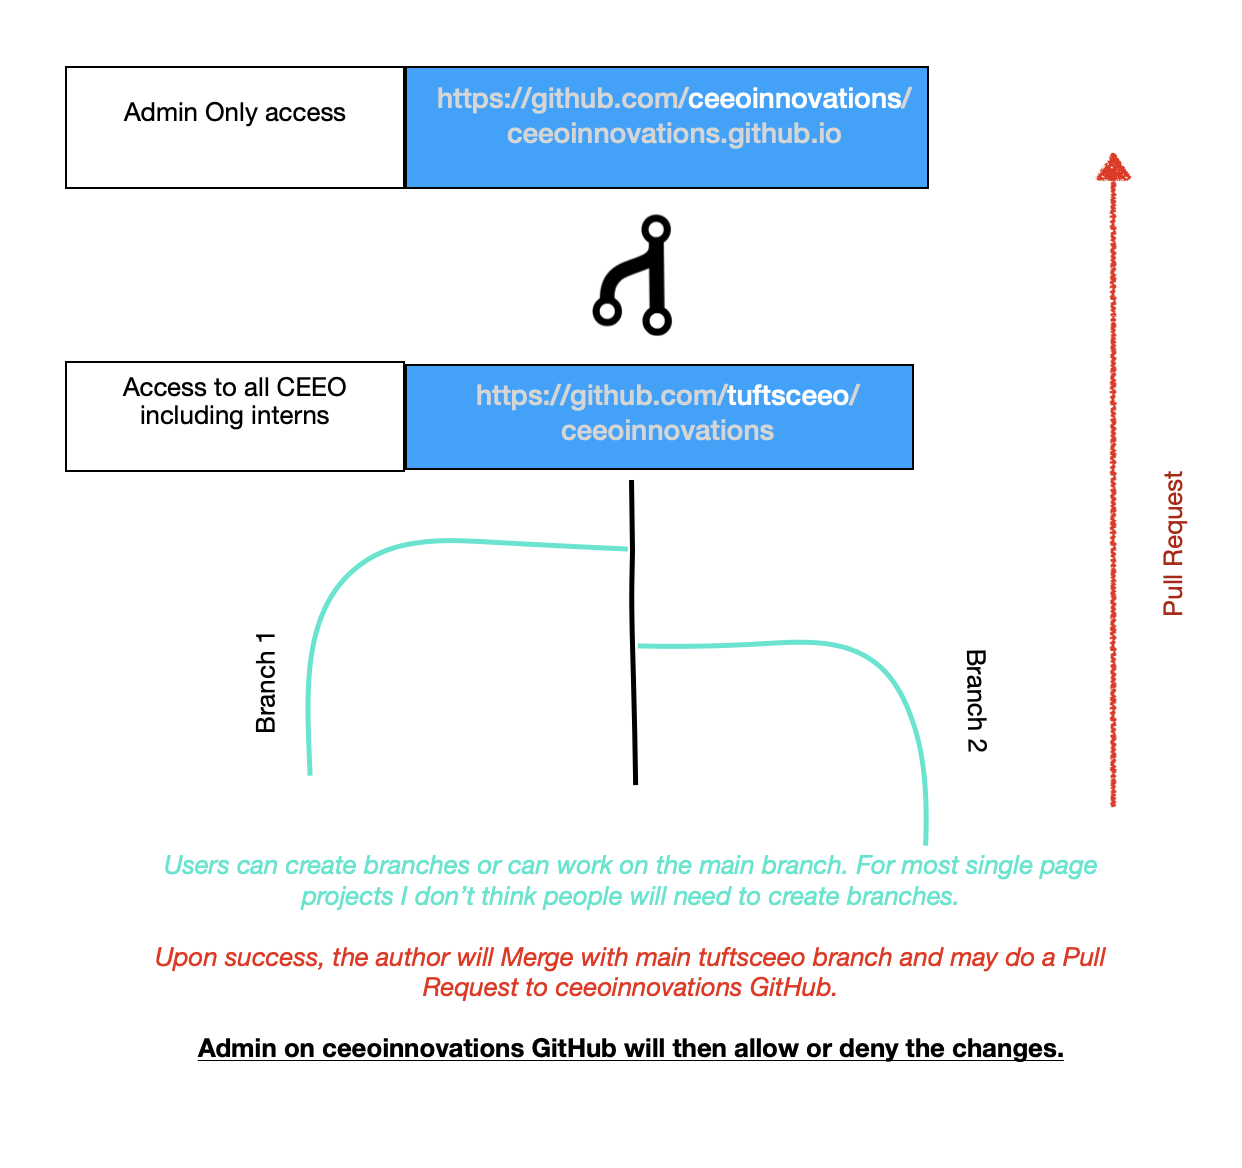 Admin Only access
https://github.com/ceeoinnovations/
ceeoinnovations.github.io
Access to all CEEO
including interns
https://github.com/tuftsceeo/
ceeoinnovations
Pull Request
Branch 1
Branch 2
Users can create branches or can work on the main branch. For most single page
projects I don’t think people will need to create branches.
Upon success, the author will Merge with main tuftsceeo branch and may do a Pull
Request to ceeoinnovations GitHub.
Admin on ceeoinnovations GitHub will then allow or deny the changes.